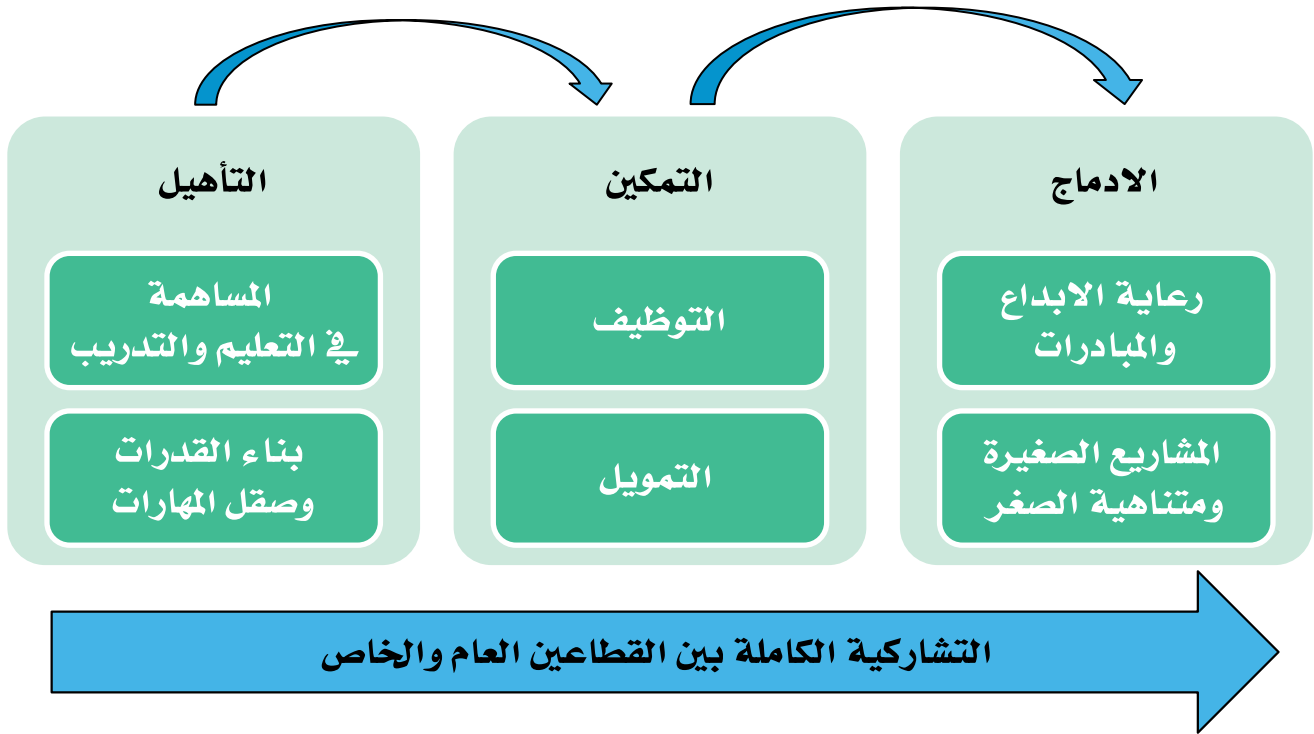 التأهيل
المساهمة
في التعليم والتدريب
بناء القدرات
وصقل المهارات
التمكين
التوظيف
التمويل
الادماج
رعاية الابداع
والمبادرات
المشاريع الصغيرة
ومتناهية الصغر
التشاركية الكاملة بين القطاعين العام والخاص